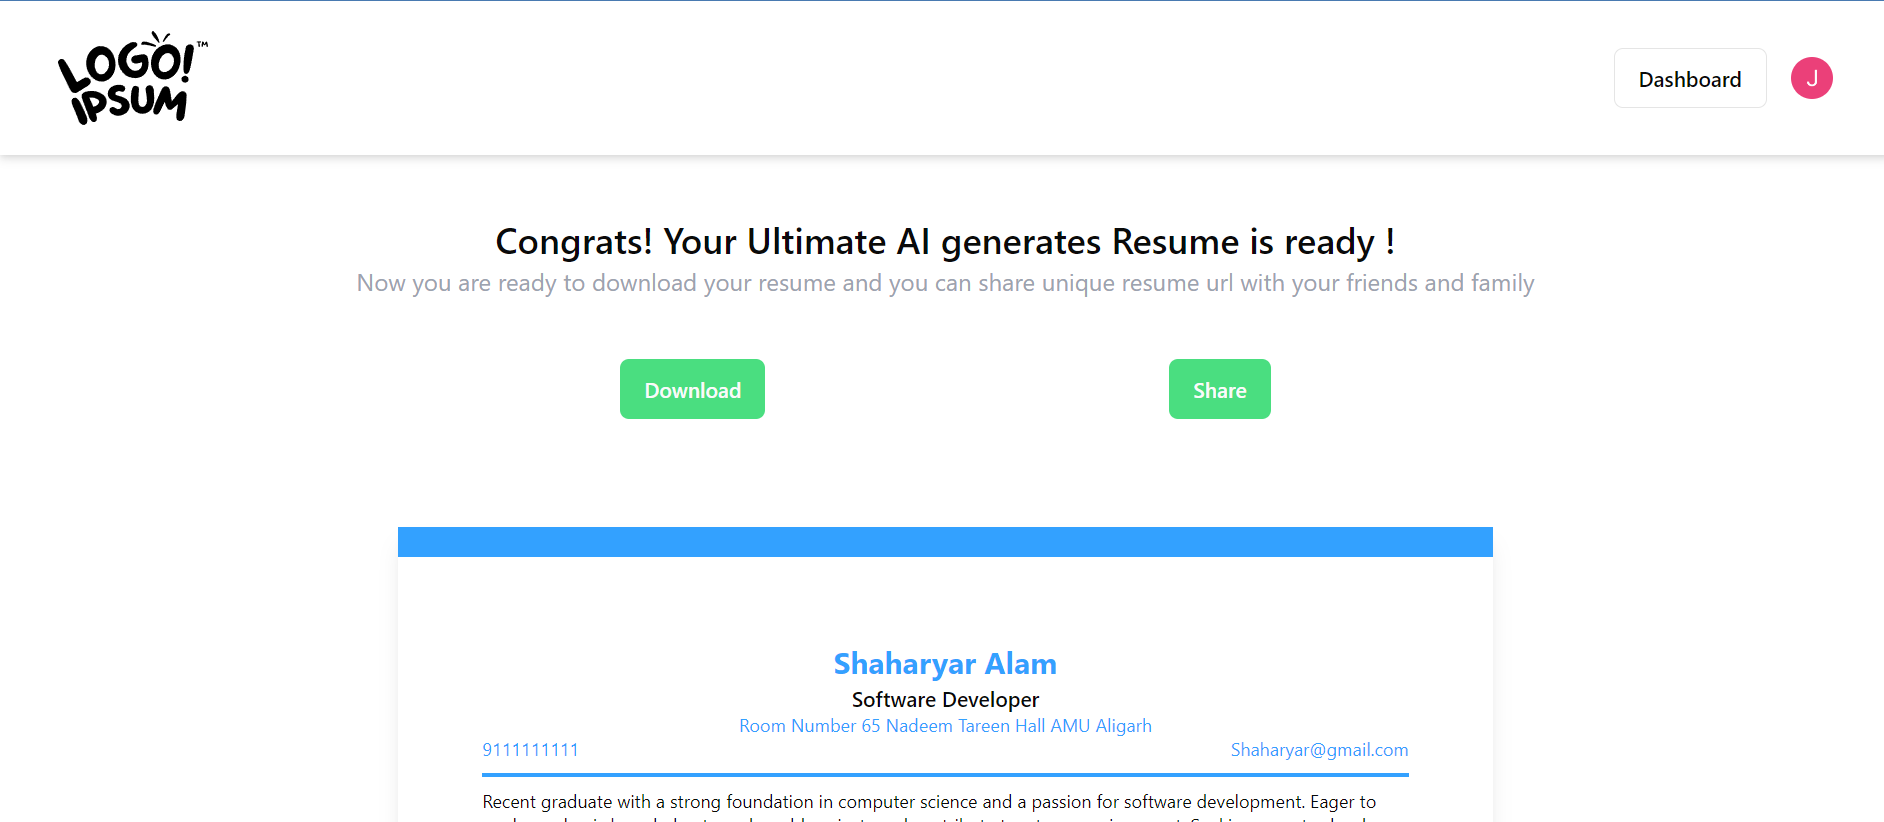 LOGO!™
IPSUM
Dashboard
J
Congrats! Your Ultimate AI generates Resume is ready !
Now you are ready to download your resume and you can share unique resume url with your friends and family
Download
Share
Shaharyar Alam
Software Developer
Room Number 65 Nadeem Tareen Hall AMU Aligarh
9111111111
Shaharyar@gmail.com
Recent graduate with a strong foundation in computer science and a passion for software development. Eager to